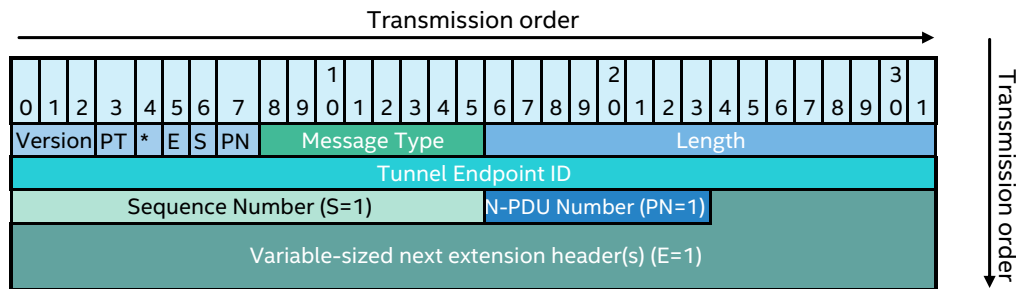 Transmission order
1 2 3
0 1 2 3 4 5 6 7 8 9 0 1 2 3 4 5 6 7 8 9 0 1 2 3 4 5 6 7 8 9 0 1
Version PT * E S PN Message Type Length
Tunnel Endpoint ID
Sequence Number (S=1) N-PDU Number (PN=1)
Variable-sized next extension header(s) (E=1)
Transmission order